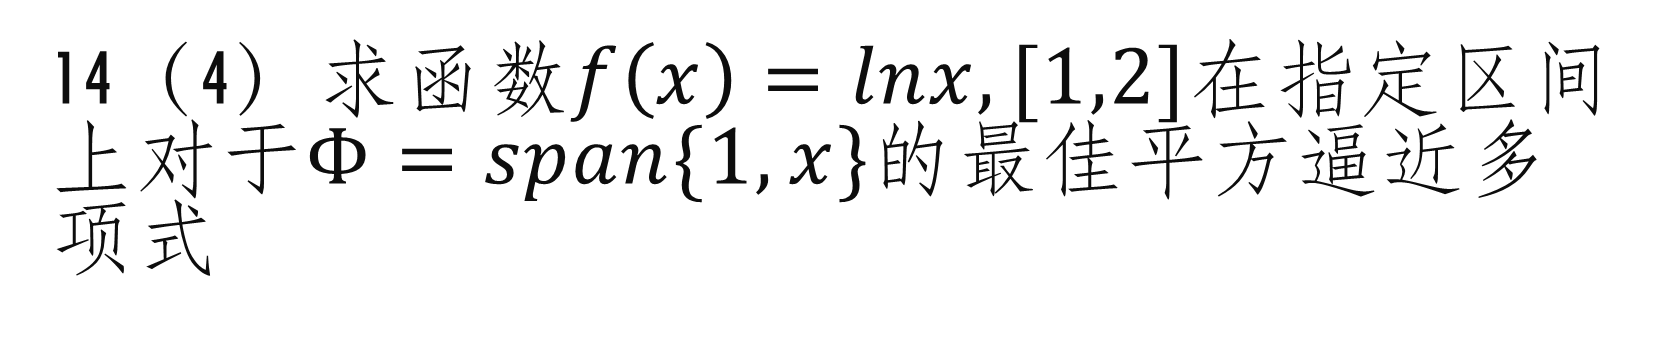 14（4）求函数f(x) = lnx, [1,2]在指定区间
上对于Φ = span{1, x}的最佳平方逼近多
项式